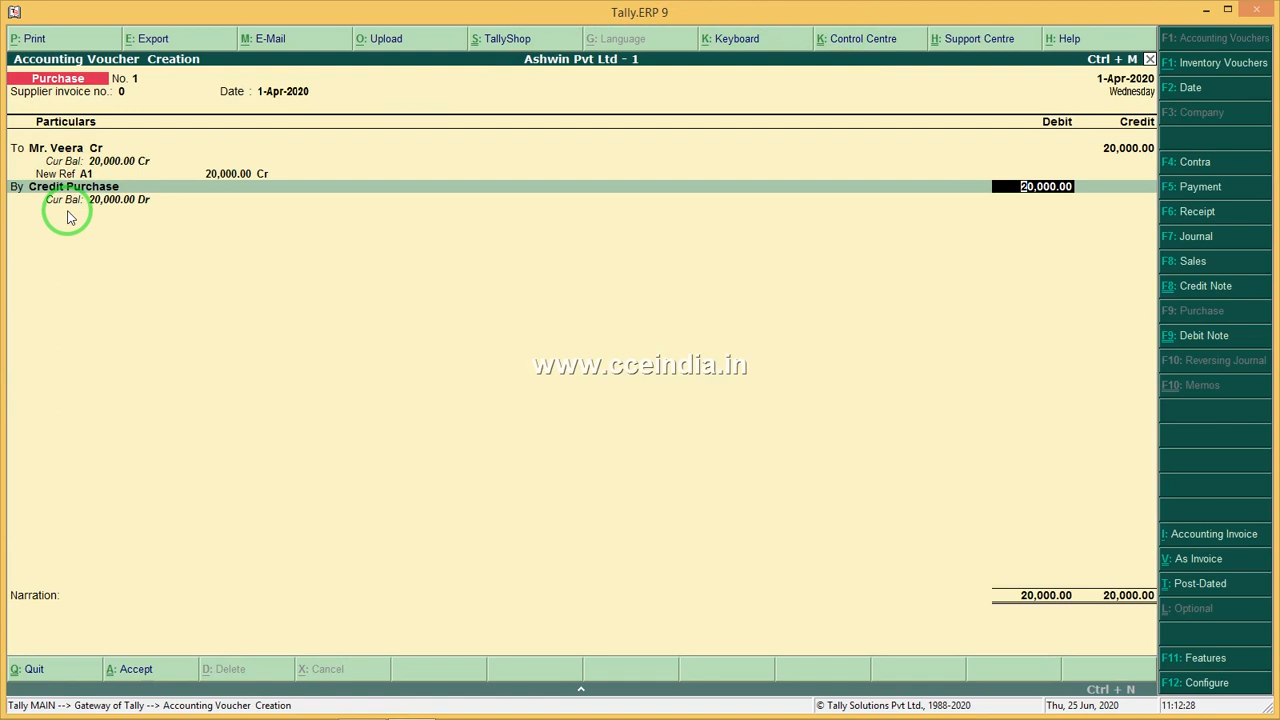 Tally.ERP 9
P: Print E: Export M: E-Mail O: Upload S: TallyShop G: Language K: Keyboard K: Control Centre H: Support Centre H: Help
Accounting Voucher Creation Ashwin Pvt Ltd - 1 Ctrl + M
Purchase No. 1 1-Apr-2020
Supplier invoice no.: 0 Date : 1-Apr-2020 Wednesday
Particulars Debit Credit
To Mr. Veera Cr 20,000.00
Cur Bal: 20,000.00 Cr
New Ref A1 20,000.00 Cr
By Credit Purchase 20,000.00
Cur Bal: 20,000.00 Dr
www.cceindia.in
Narration: 20,000.00 20,000.00
F1: Accounting Vouchers
F1: Inventory Vouchers
F2: Date
F3: Company
F4: Contra
F5: Payment
F6: Receipt
F7: Journal
F8: Sales
F8: Credit Note
F9: Purchase
F9: Debit Note
F10: Reversing Journal
F10: Memos
I: Accounting Invoice
V: As Invoice
T: Post-Dated
L: Optional
F11: Features
F12: Configure
Q: Quit A: Accept D: Delete X: Cancel
Ctrl + N
Tally MAIN --> Gateway of Tally --> Accounting Voucher Creation © Tally Solutions Pvt Ltd., 1988-2020 Thu, 25 Jun, 2020 11:12:28